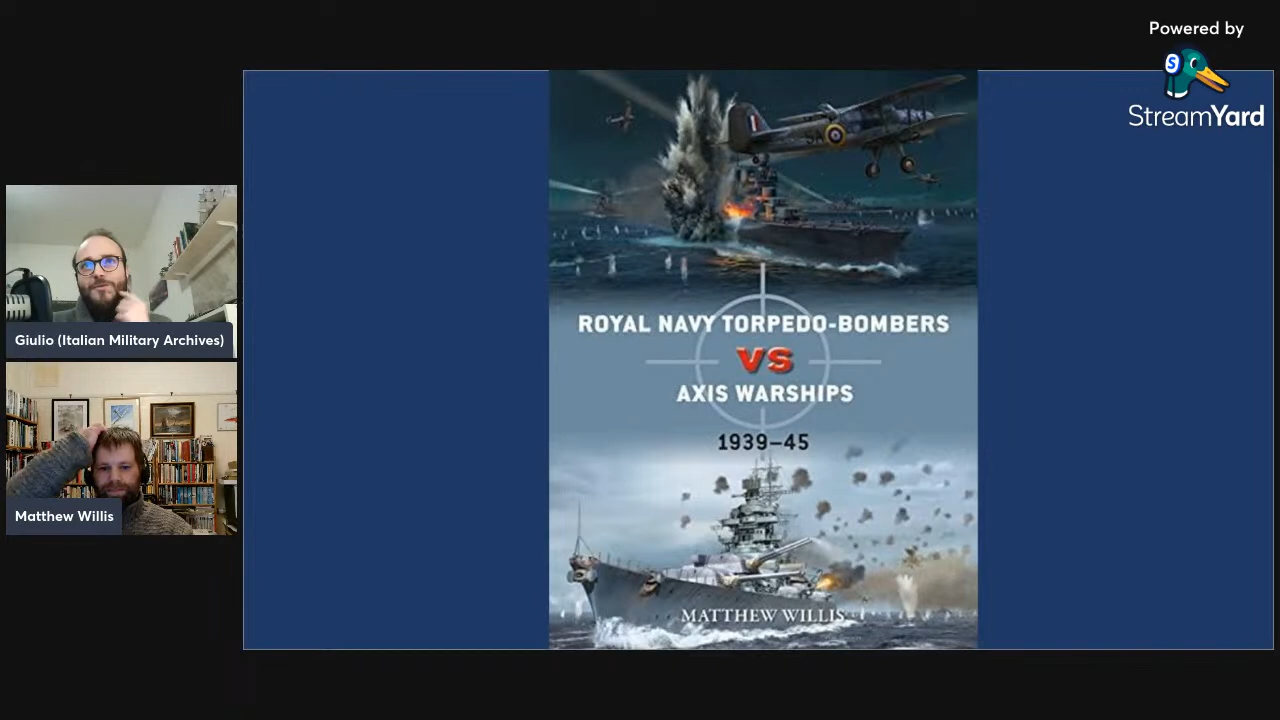 Powered by
StreamYard
ROYAL NAVY TORPEDO-BOMBERS
VS
AXIS WARSHIPS
1939–45
MATTHEW WILLIS
Giulio (Italian Military Archives)
Matthew Willis